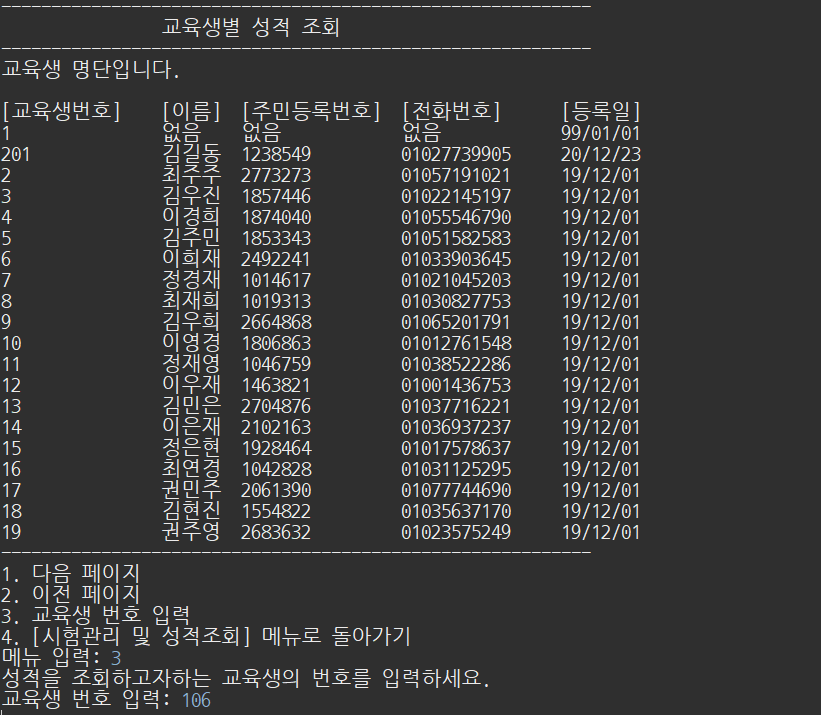 -----------------------------------------------------------
교육생별 성적 조회
-----------------------------------------------------------
교육생 명단입니다.
[교육생번호] [이름] [주민등록번호] [전화번호] [등록일]
1 없음 없음 없음 99/01/01
201 김길동 1238549 01027739905 20/12/23
2 최주주 2773273 01057191021 19/12/01
3 김우진 1857446 01022145197 19/12/01
4 이경희 1874040 01055546790 19/12/01
5 김주민 1853343 01051582583 19/12/01
6 이희재 2492241 01033903645 19/12/01
7 정경재 1014617 01021045203 19/12/01
8 최재희 1019313 01030827753 19/12/01
9 김우희 2664868 01065201791 19/12/01
10 이영경 1806863 01012761548 19/12/01
11 정재영 1046759 01038522286 19/12/01
12 이우재 1463821 01001436753 19/12/01
13 김민은 2704876 01037716221 19/12/01
14 이은재 2102163 01036937237 19/12/01
15 정은현 1928464 01017578637 19/12/01
16 최연경 1042828 01031125295 19/12/01
17 권민주 2061390 01077744690 19/12/01
18 김현진 1554822 01035637170 19/12/01
19 권주영 2683632 01023575249 19/12/01
-----------------------------------------------------------
1. 다음 페이지
2. 이전 페이지
3. 교육생 번호 입력
4. [시험관리 및 성적조회] 메뉴로 돌아가기
메뉴 입력: 3
성적을 조회하고자하는 교육생의 번호를 입력하세요.
교육생 번호 입력: 106